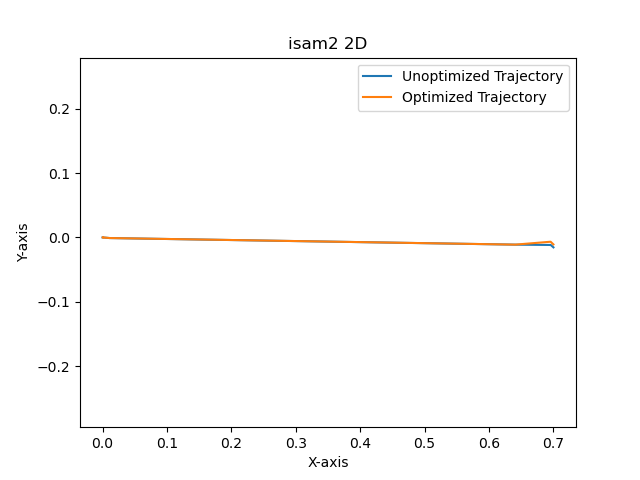 isam2 2D
Unoptimized Trajectory
Optimized Trajectory
0.2
0.1
0.0
−0.1
−0.2
Y-axis
0.0 0.1 0.2 0.3 0.4 0.5 0.6 0.7
X-axis